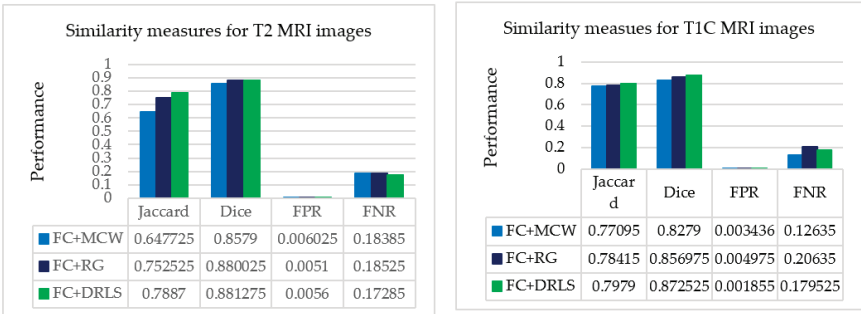 Similarity measures for T2 MRI images
Performance
1
0.9
0.8
0.7
0.6
0.5
0.4
0.3
0.2
0.1
0
Jaccard Dice FPR FNR
FC+MCW 0.647725 0.8579 0.006025 0.18385
FC+RG 0.752525 0.880025 0.0051 0.18525
FC+DRLS 0.7887 0.881275 0.0056 0.17285
Similarity measues for T1C MRI images
Performance
1
0.8
0.6
0.4
0.2
0
Jaccar
d Dice FPR FNR
FC+MCW 0.77095 0.8279 0.003436 0.12635
FC+RG 0.78415 0.856975 0.004975 0.20635
FC+DRLS 0.7979 0.872525 0.001855 0.179525